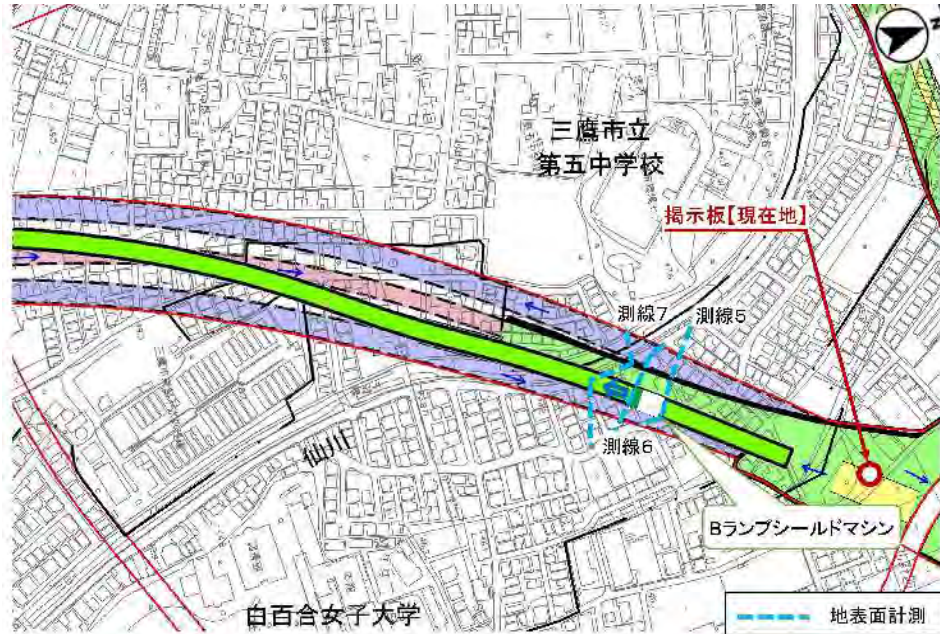 N
三鷹市立
第五中学校
掲示板【現在地】
測線7
測線5
測線6
仙川
Bランプシールドマシン
白百合女子大学
地表面計測